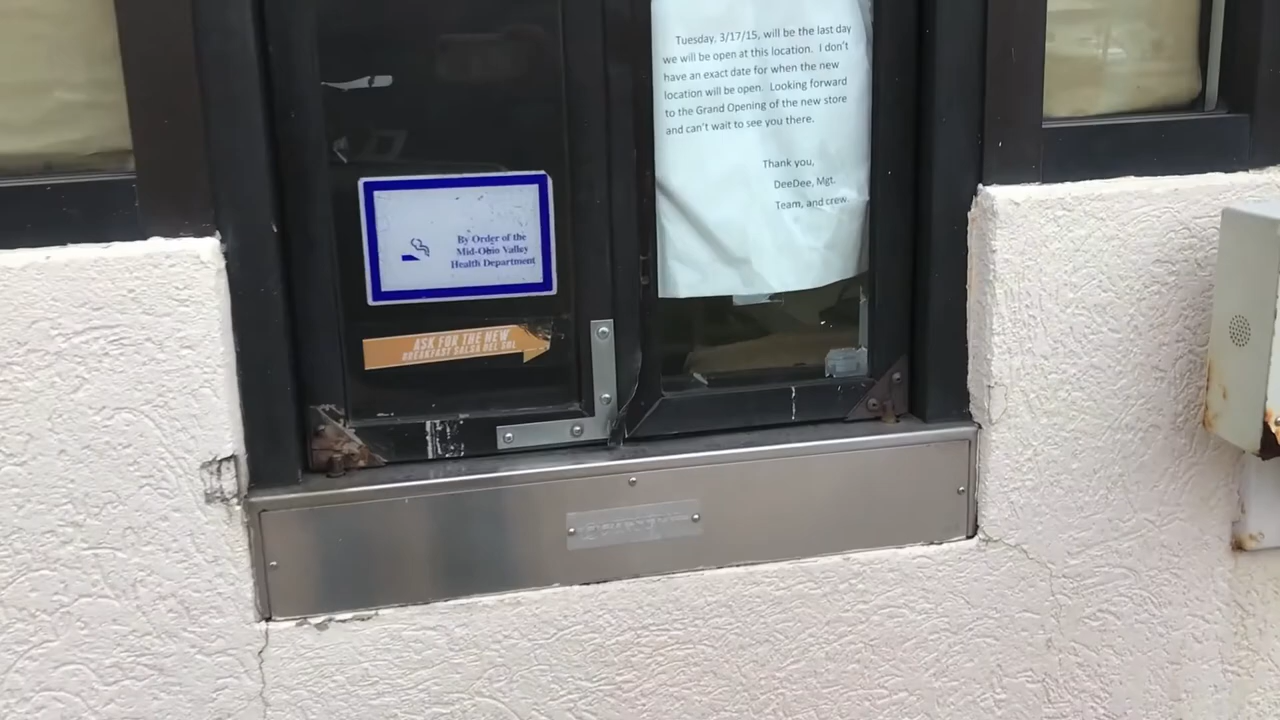 Tuesday, 3/17/15, will be the last day
we will be open at this location. I don't
have an exact date for when the new
location will be open. Looking forward
to the Grand Opening of the new store
and can't wait to see you there.
Thank you,
DeeDee, Mgt.
Team, and crew.
By Order of the
Mid-Ohio Valley
Health Department
ASK FOR THE NEW
BREAKFAST SALSA DEL SOL